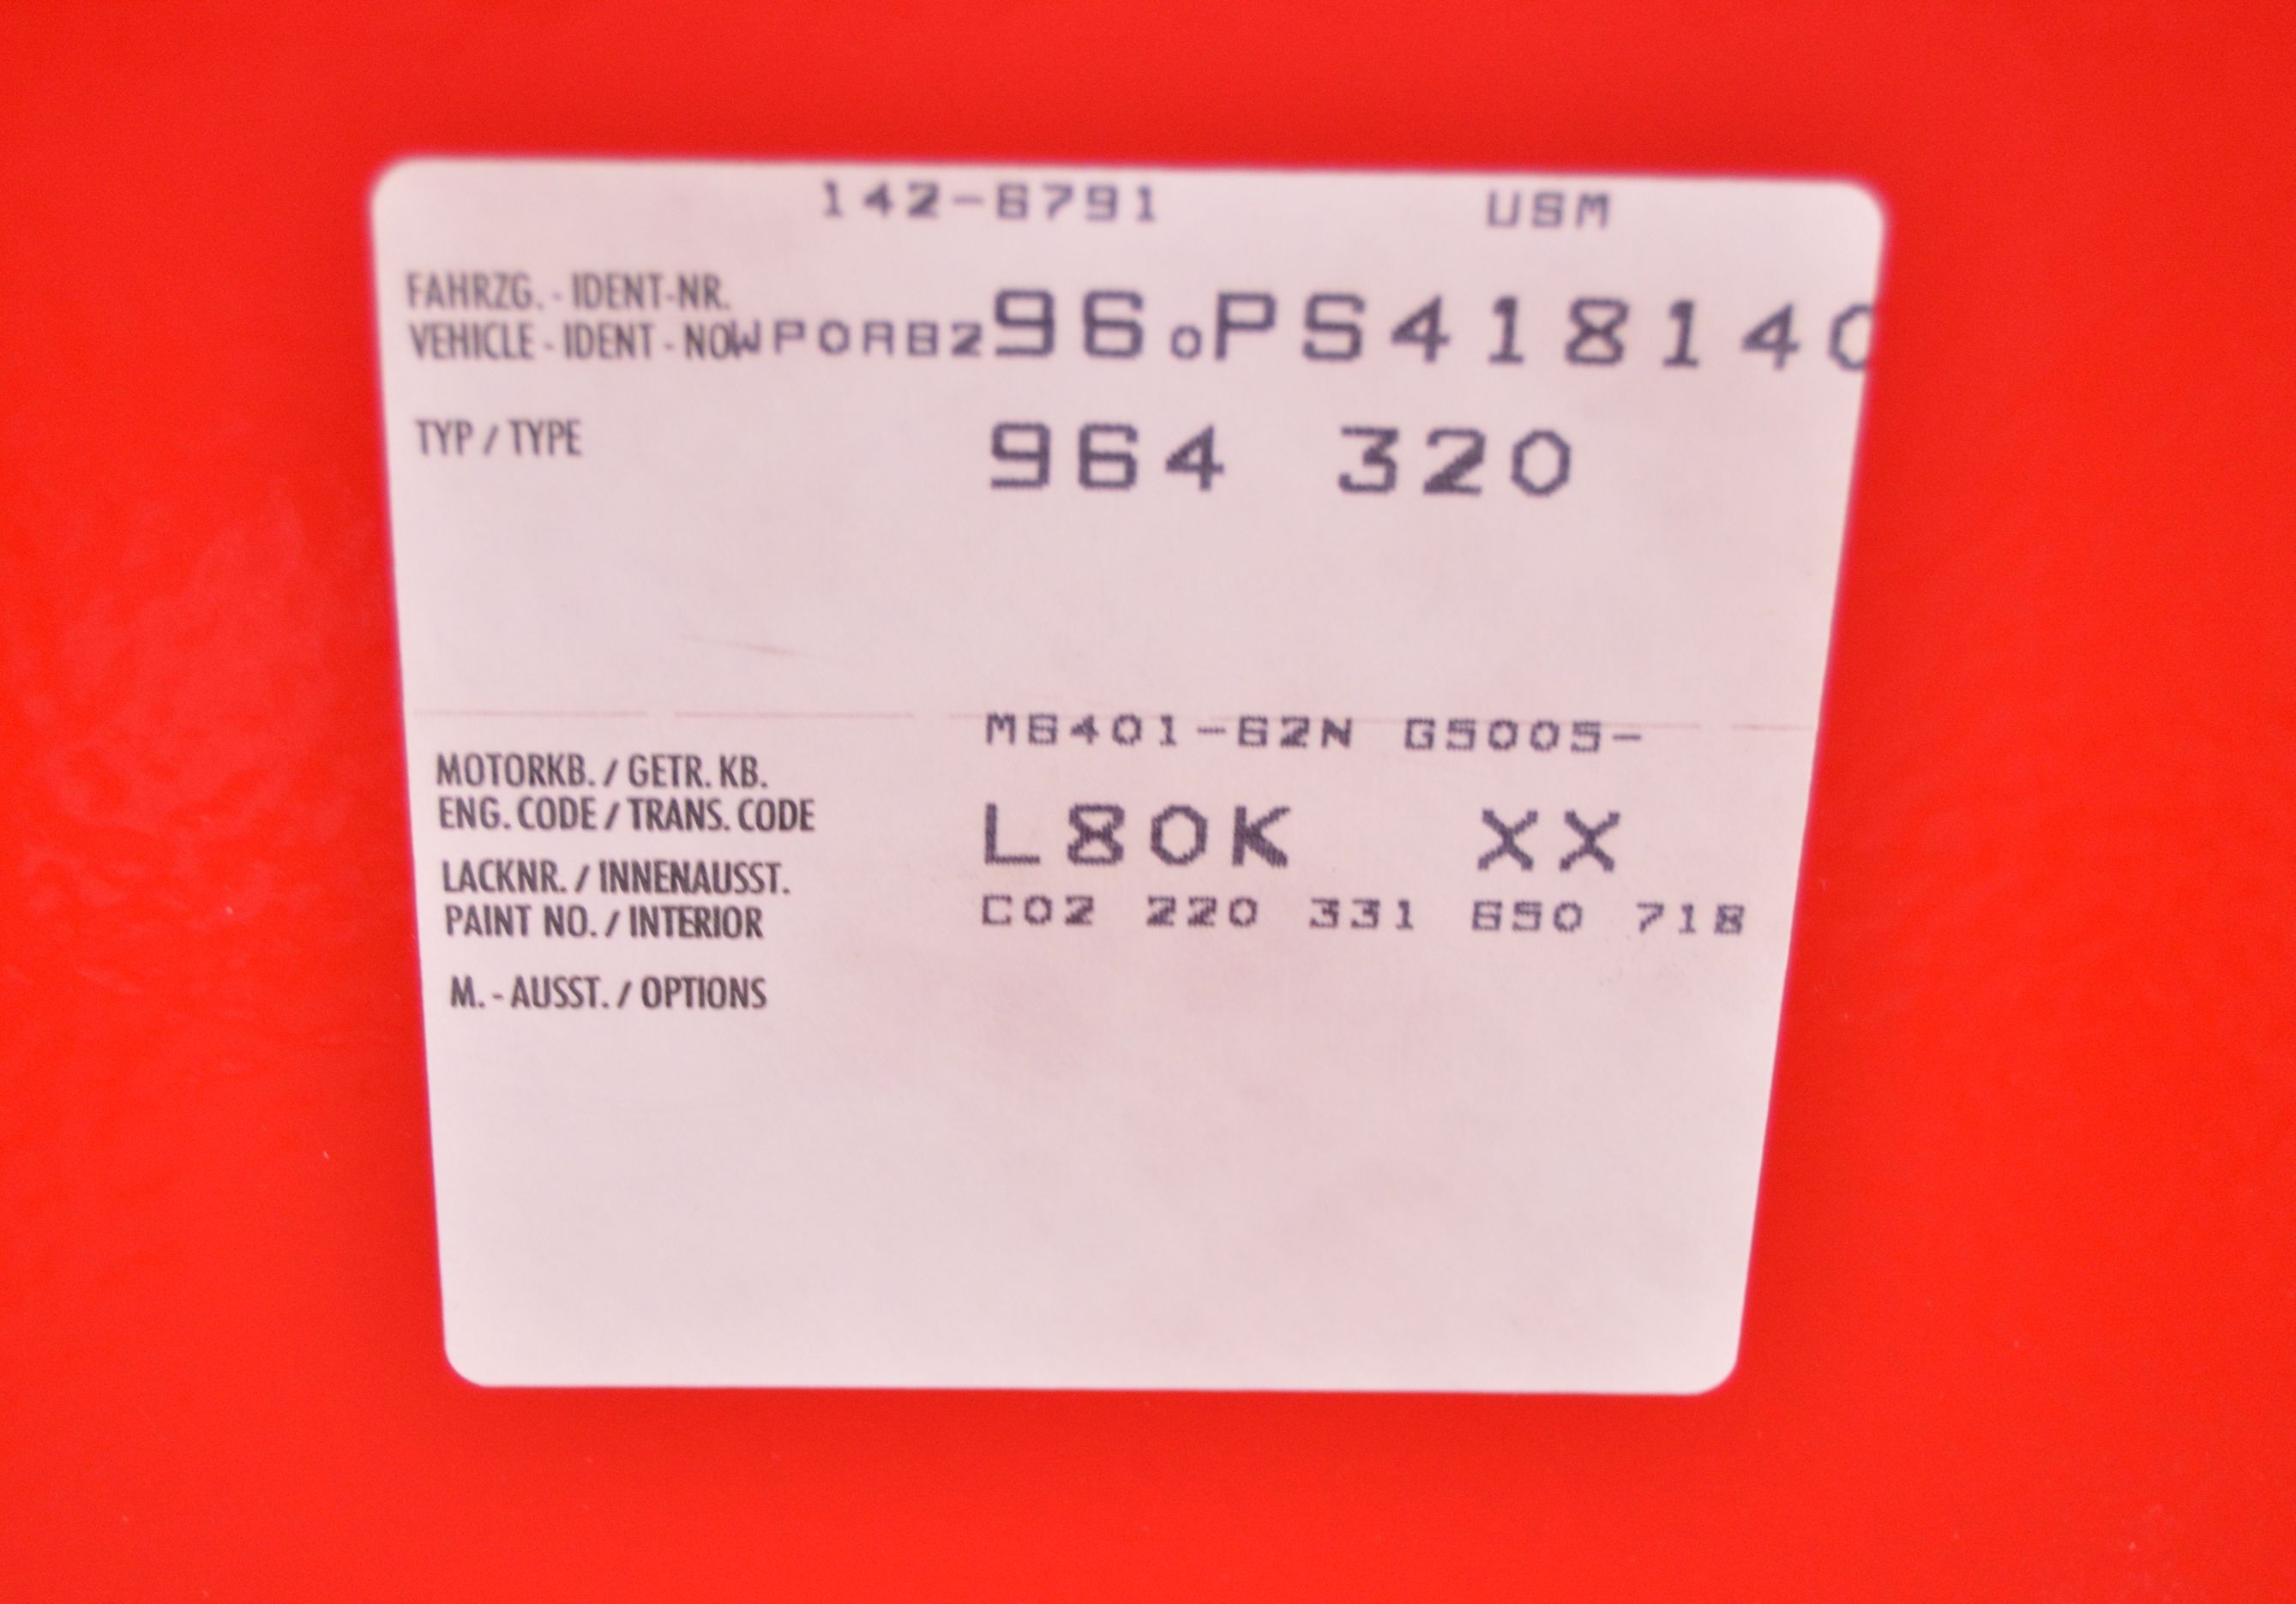 142-6791 USM
FAHRZG. - IDENT-NR.
VEHICLE - IDENT - NO WP0AB296oPS418140
TYP / TYPE 964 320
M6401-62N G5005-
MOTORKB. / GETR. KB.
ENG. CODE / TRANS. CODE
L80K XX
LACKNR. / INNENAUSST.
PAINT NO. / INTERIOR C02 220 331 650 718
M. - AUSST. / OPTIONS